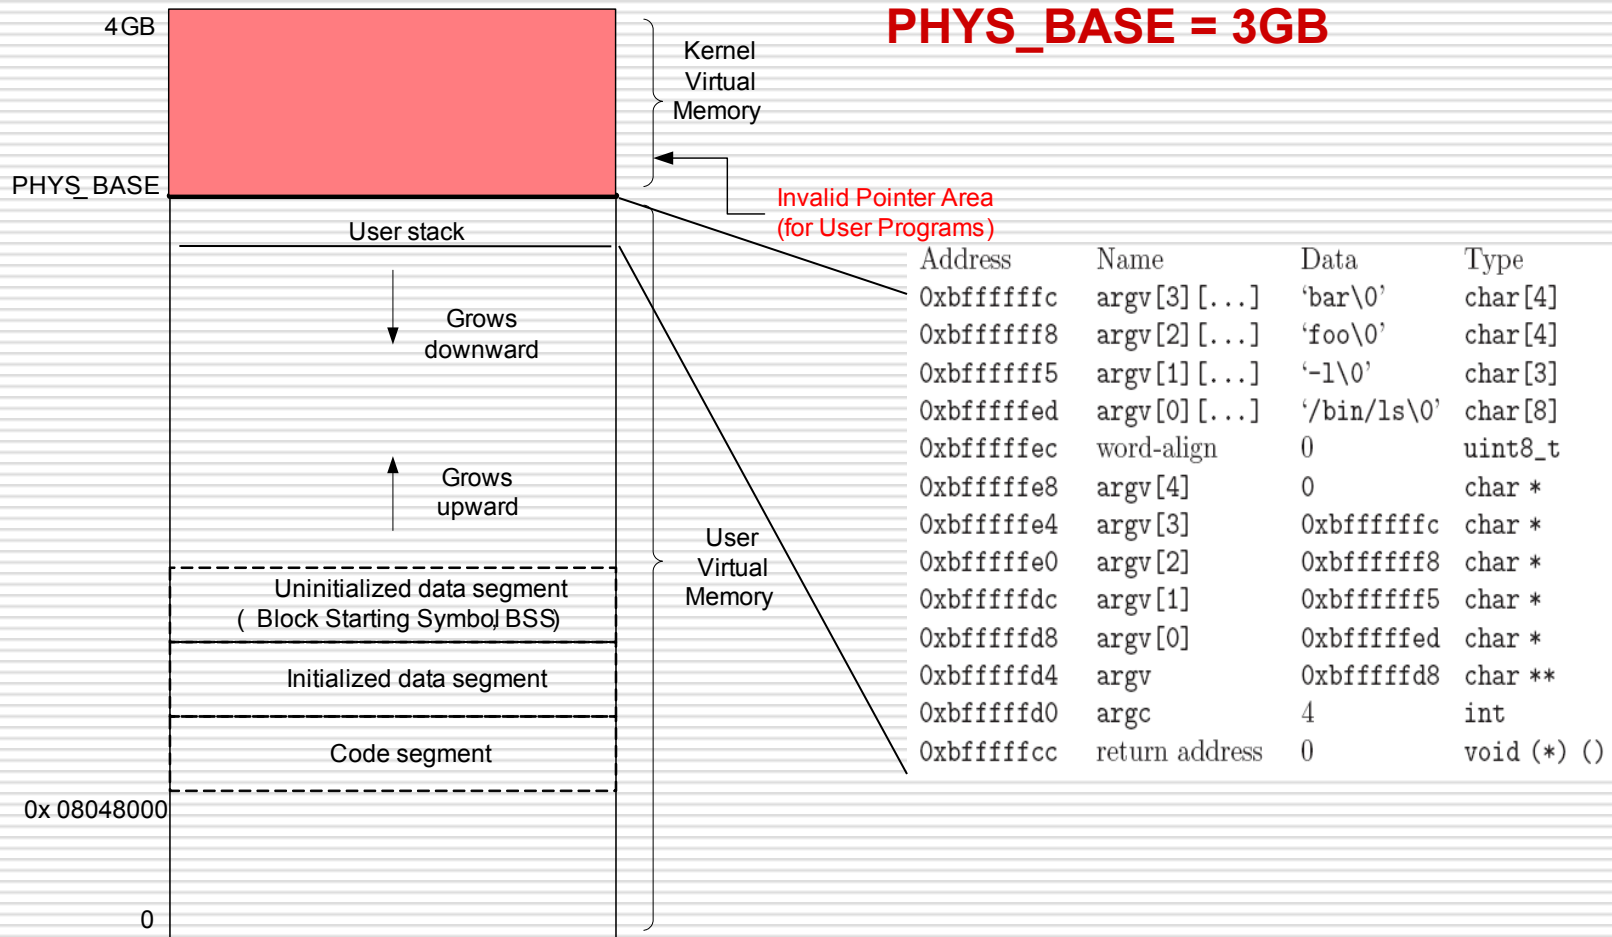 PHYS_BASE = 3GB
4GB
Kernel
Virtual
Memory
PHYS_BASE
Invalid Pointer Area
(for User Programs)
User stack
Grows
downward
Grows
upward
User
Virtual
Memory
Uninitialized data segment
( Block Starting Symbol, BSS)
Initialized data segment
Code segment
0x 08048000
0
Address Name Data Type
0xbffffffc argv[3][...] ‘bar\0’ char[4]
0xbffffff8 argv[2][...] ‘foo\0’ char[4]
0xbffffff5 argv[1][...] ‘-l\0’ char[3]
0xbfffffed argv[0][...] ‘/bin/ls\0’ char[8]
0xbfffffec word-align 0 uint8_t
0xbfffffe8 argv[4] 0 char *
0xbfffffe4 argv[3] 0xbffffffc char *
0xbfffffe0 argv[2] 0xbffffff8 char *
0xbfffffdc argv[1] 0xbffffff5 char *
0xbfffffd8 argv[0] 0xbfffffed char *
0xbfffffd4 argv 0xbfffffd8 char **
0xbfffffd0 argc 4 int
0xbfffffcc return address 0 void (*) ()